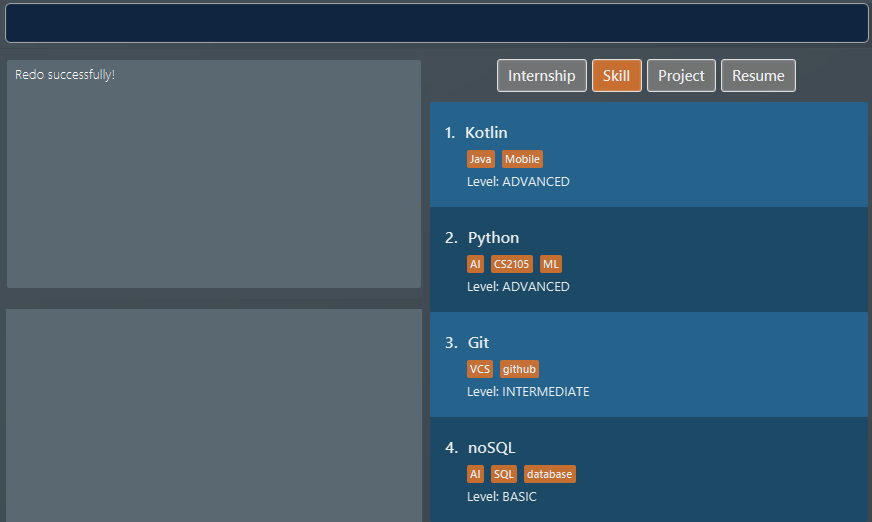 Redo successfully!
Internship Skill Project Resume
1. Kotlin
Java Mobile
Level: ADVANCED
2. Python
AI CS2105 ML
Level: ADVANCED
3. Git
VCS github
Level: INTERMEDIATE
4. noSQL
AI SQL database
Level: BASIC